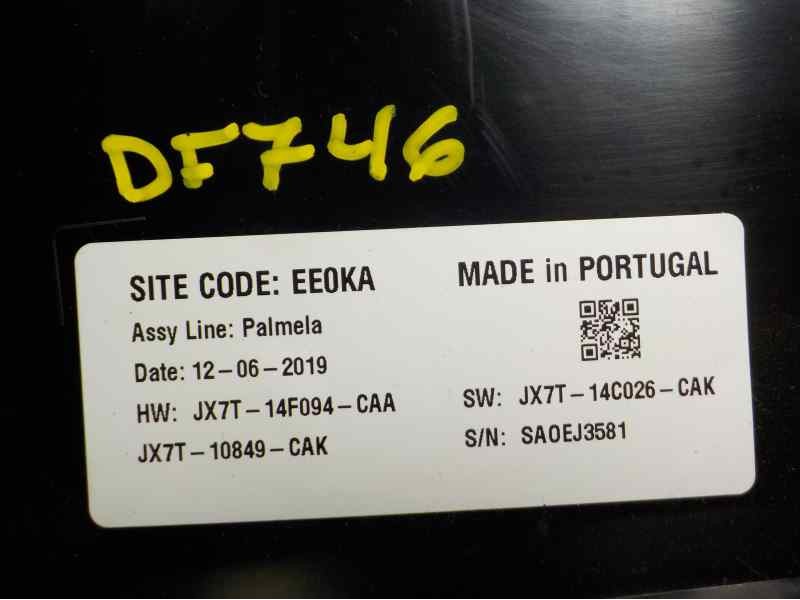 DF746
SITE CODE: EE0KA
MADE in PORTUGAL
Assy Line: Palmela
Date: 12-06-2019
HW: JX7T-14F094-CAA
SW: JX7T-14C026-CAK
JX7T-10849-CAK
S/N: SA0EJ3581